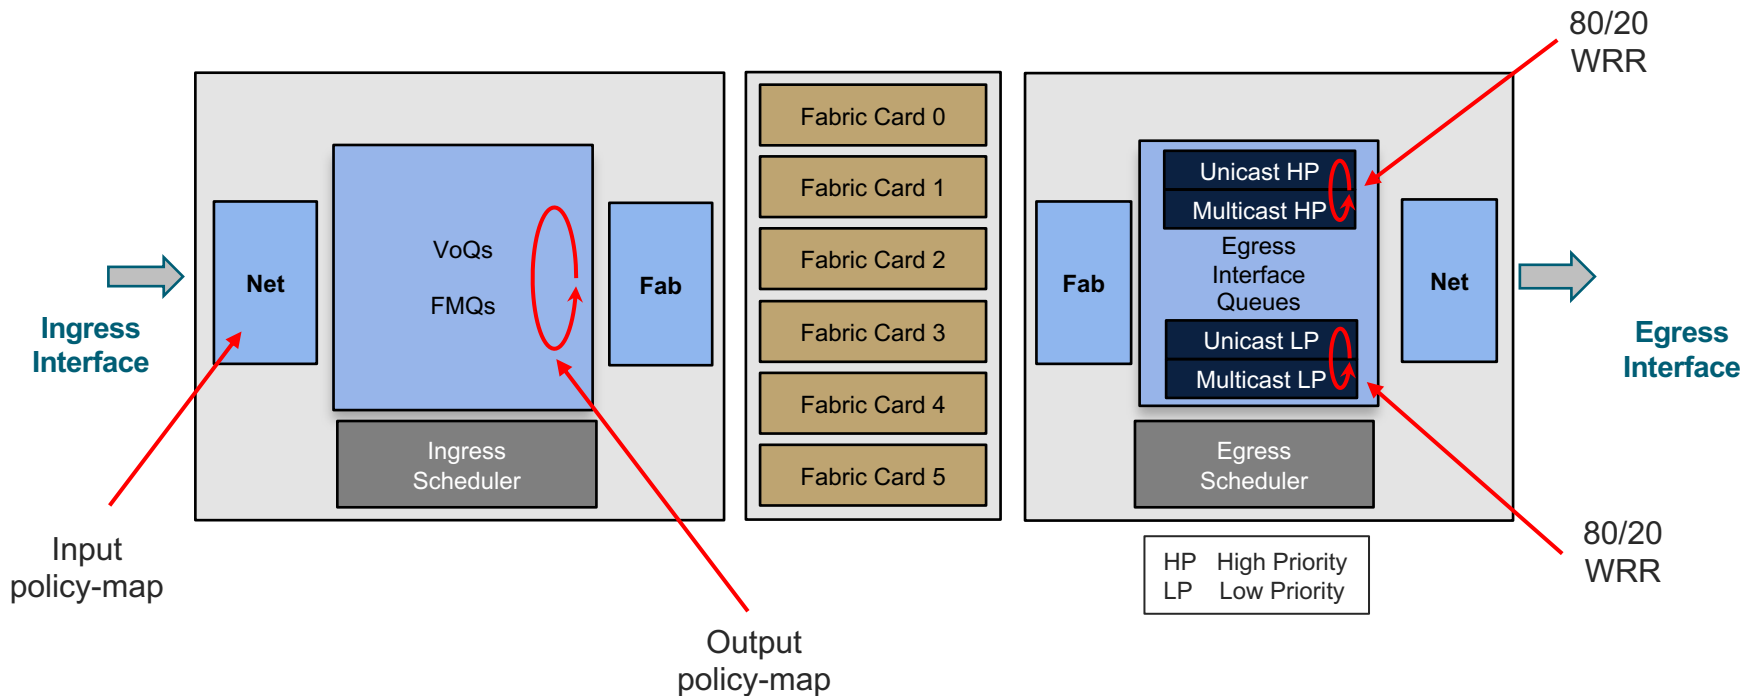 80/20
WRR
Fabric Card 0
Fabric Card 1
Fabric Card 2
Fabric Card 3
Fabric Card 4
Fabric Card 5
Ingress
Interface
Net
VoQs
FMQs
Fab
Ingress
Scheduler
Input
policy-map
Output
policy-map
Fab
Unicast HP
Multicast HP
Egress
Interface
Queues
Unicast LP
Multicast LP
Net
Egress
Scheduler
Egress
Interface
80/20
WRR
HP High Priority
LP Low Priority